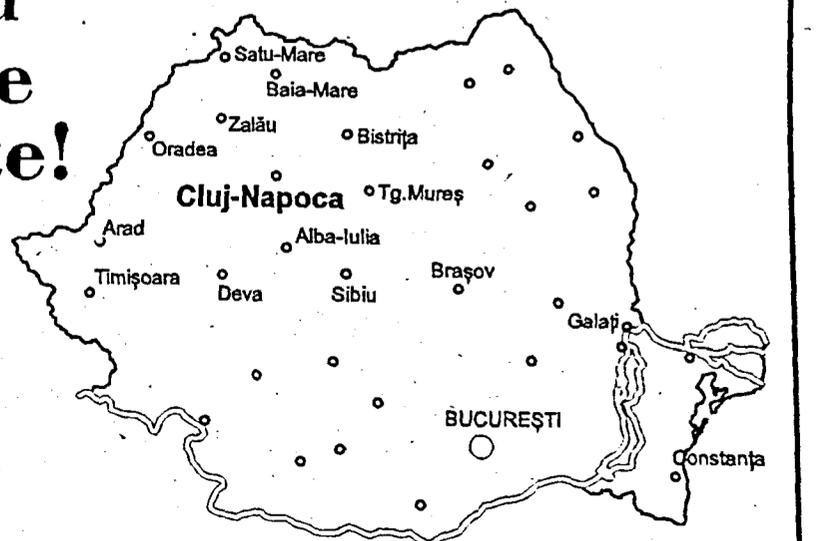 e
te!
Satu-Mare
Baia-Mare
Zalău
Oradea
Bistrița
Cluj-Napoca
Tg.Mureș
Arad
Alba-Iulia
Timișoara
Deva
Sibiu
Brașov
Galați
BUCUREȘTI
Constanța